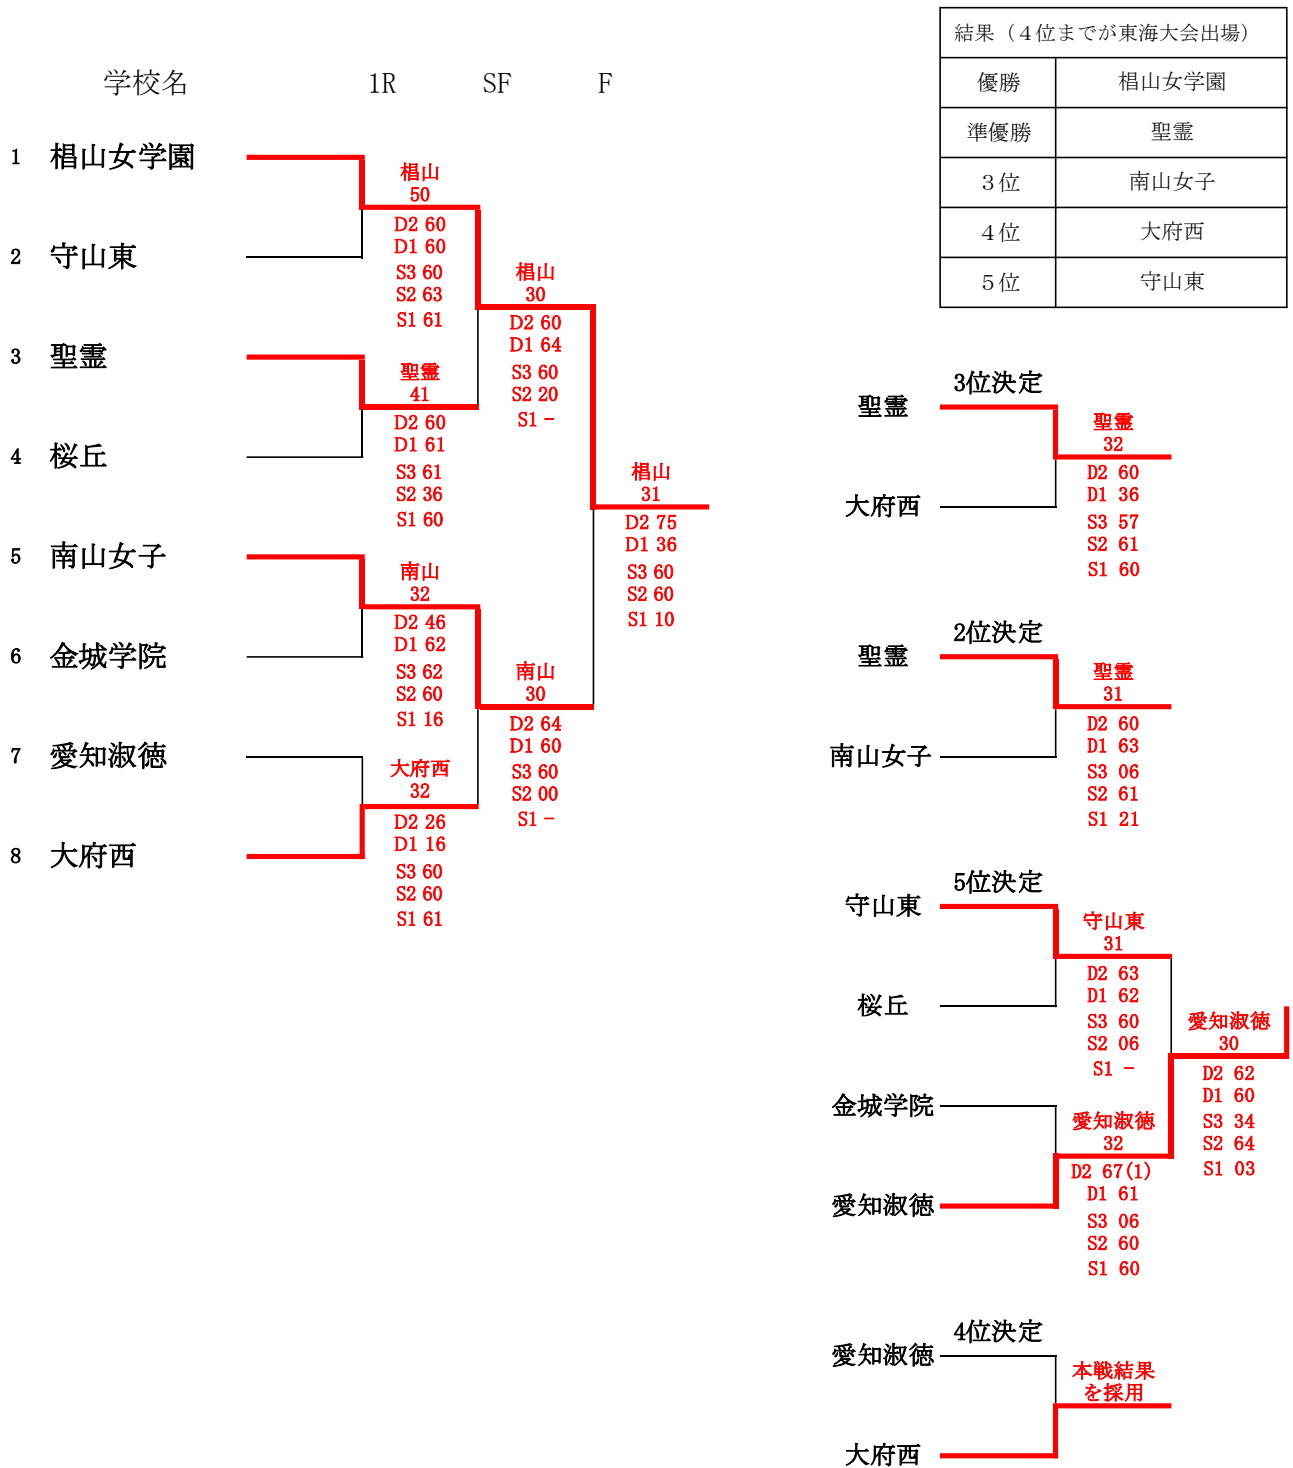 結果（４位までが東海大会出場）
優勝 椙山女学園
準優勝 聖霊
３位 南山女子
４位 大府西
５位 守山東
学校名 1R SF F
1 椙山女学園
2 守山東
3 聖霊
4 桜丘
5 南山女子
6 金城学院
7 愛知淑徳
8 大府西
椙山
50
D2 60
D1 60
S3 60
S2 63
S1 61
聖霊
41
D2 60
D1 61
S3 61
S2 36
S1 60
南山
32
D2 46
D1 62
S3 62
S2 60
S1 16
大府西
32
D2 26
D1 16
S3 60
S2 60
S1 61
椙山
30
D2 60
D1 64
S3 60
S2 20
S1 −
南山
30
D2 64
D1 60
S3 60
S2 00
S1 −
椙山
31
D2 75
D1 36
S3 60
S2 60
S1 10
3位決定
聖霊
大府西
聖霊
32
D2 60
D1 36
S3 57
S2 61
S1 60
2位決定
聖霊
南山女子
聖霊
31
D2 60
D1 63
S3 06
S2 61
S1 21
5位決定
守山東
桜丘
金城学院
愛知淑徳
守山東
31
D2 63
D1 62
S3 60
S2 06
S1 −
愛知淑徳
32
D2 67(1)
D1 61
S3 06
S2 60
S1 60
愛知淑徳
30
D2 62
D1 60
S3 34
S2 64
S1 03
4位決定
愛知淑徳
大府西
本戦結果
を採用